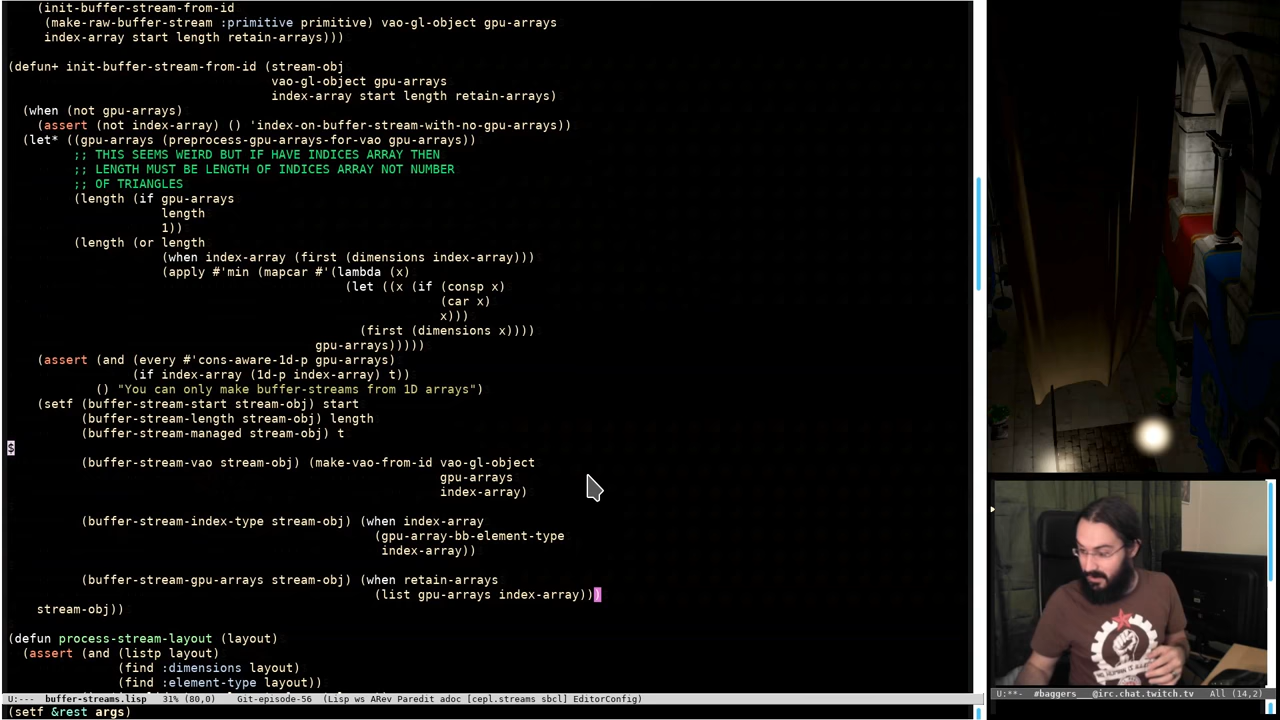 (init-buffer-stream-from-id
     (make-raw-buffer-stream :primitive primitive) vao-gl-object gpu-arrays
     index-array start length retain-arrays)))

(defun+ init-buffer-stream-from-id (stream-obj
                                    vao-gl-object gpu-arrays
                                    index-array start length retain-arrays)
  (when (not gpu-arrays)
    (assert (not index-array) () 'index-on-buffer-stream-with-no-gpu-arrays))
  (let* ((gpu-arrays (preprocess-gpu-arrays-for-vao gpu-arrays))
         ;; THIS SEEMS WEIRD BUT IF HAVE INDICES ARRAY THEN
         ;; LENGTH MUST BE LENGTH OF INDICES ARRAY NOT NUMBER
         ;; OF TRIANGLES
         (length (if gpu-arrays
                     length
                     1))
         (length (or length
                     (when index-array (first (dimensions index-array)))
                     (apply #'min (mapcar #'(lambda (x)
                                              (let ((x (if (consp x)
                                                           (car x)
                                                           x)))
                                                (first (dimensions x))))
                                          gpu-arrays)))))
    (assert (and (every #'cons-aware-1d-p gpu-arrays)
                 (if index-array (1d-p index-array) t))
            () "You can only make buffer-streams from 1D arrays")
    (setf (buffer-stream-start stream-obj) start
          (buffer-stream-length stream-obj) length
          (buffer-stream-managed stream-obj) t
$
          (buffer-stream-vao stream-obj) (make-vao-from-id vao-gl-object
                                                           gpu-arrays
                                                           index-array)

          (buffer-stream-index-type stream-obj) (when index-array
                                                  (gpu-array-bb-element-type
                                                   index-array))

          (buffer-stream-gpu-arrays stream-obj) (when retain-arrays
                                                  (list gpu-arrays index-array)))
    stream-obj))

(defun process-stream-layout (layout)
  (assert (and (listp layout)
               (find :dimensions layout)
               (find :element-type layout))
U:---  buffer-streams.lisp   31% (80,0)   Git-episode-56  (Lisp ws ARev Paredit adoc [cepl.streams sbcl] EditorConfig)
(setf &rest args)
U:**-  #baggers___@irc.chat.twitch.tv   All (14,2)